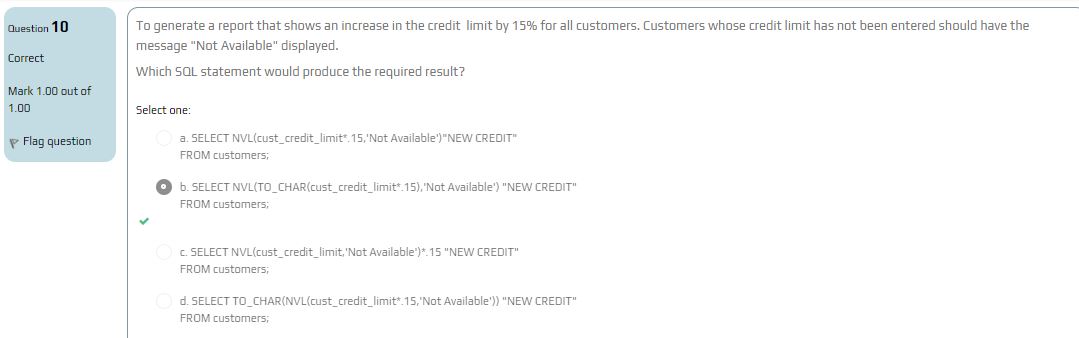 Question 10
Correct
Mark 1.00 out of
1.00
Flag question
To generate a report that shows an increase in the credit limit by 15% for all customers. Customers whose credit limit has not been entered should have the
message "Not Available" displayed.
Which SQL statement would produce the required result?
Select one:
a. SELECT NVL(cust_credit_limit*.15,'Not Available')"NEW CREDIT"
FROM customers;
b. SELECT NVL(TO_CHAR(cust_credit_limit*.15),'Not Available') "NEW CREDIT"
FROM customers;
c. SELECT NVL(cust_credit_limit,'Not Available')*.15 "NEW CREDIT"
FROM customers;
d. SELECT TO_CHAR(NVL(cust_credit_limit*.15,'Not Available')) "NEW CREDIT"
FROM customers;